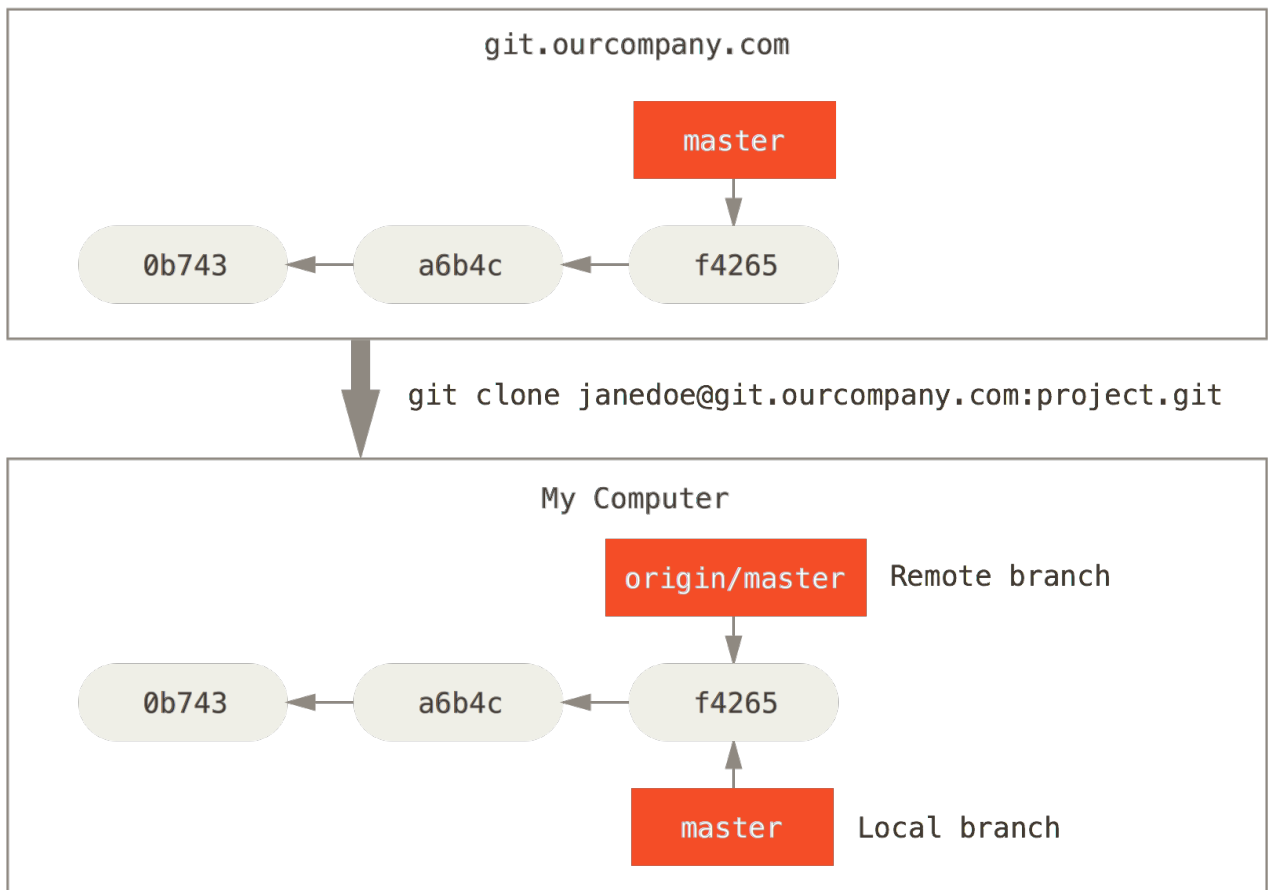 git.ourcompany.com
master
0b743 a6b4c f4265
git clone janedoe@git.ourcompany.com:project.git
My Computer
origin/master Remote branch
0b743 a6b4c f4265
master Local branch